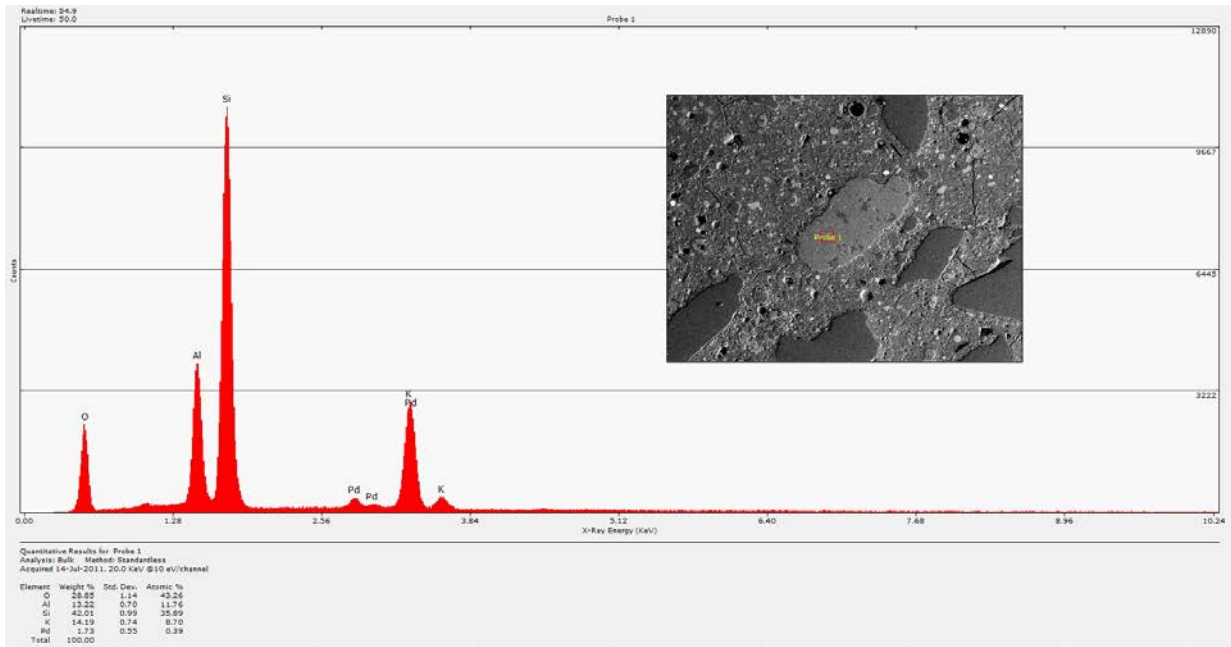 Realtime: 54.9
Livetime: 50.0
Probe 1
12890
Si
9667
Probe 1
Counts
6445
Al
K
3222
O
Pd
Pd
Pd
K
0.00 1.28 2.56 3.84 5.12 6.40 7.68 8.96 10.24
X-Ray Energy (KeV)
Quantitative Results for Probe 1
Analysis: Bulk Method: Standardless
Acquired 14-Jul-2011, 20.0 KeV @10 eV/channel
Element Weight % Std. Dev. Atomic %
O 28.85 1.14 43.26
Al 13.22 0.70 11.76
Si 42.01 0.99 35.89
K 14.19 0.74 8.70
Pd 1.73 0.55 0.39
Total 100.00